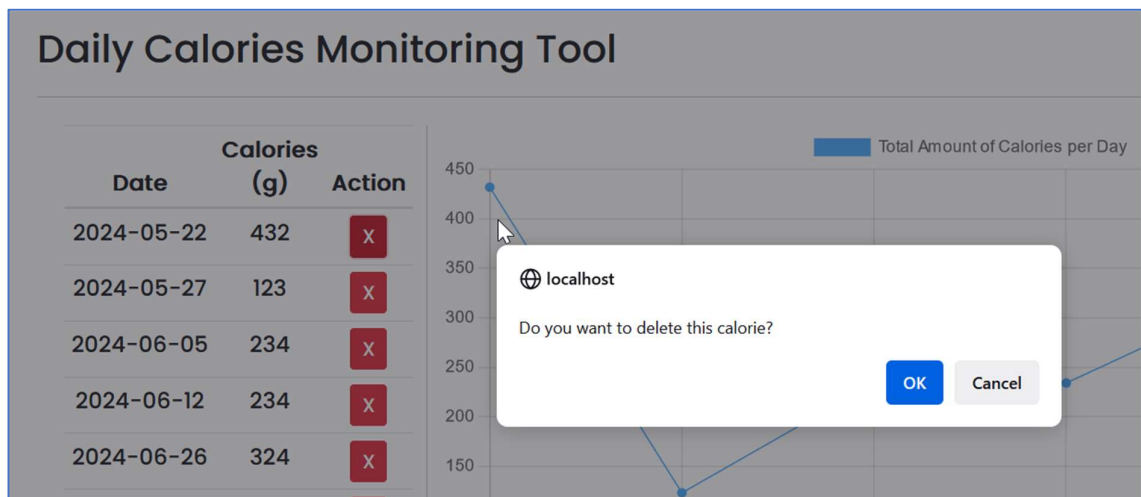 Daily Calories Monitoring Tool
Date Calories (g) Action
2024-05-22 432 X
2024-05-27 123 X
2024-06-05 234 X
2024-06-12 234 X
2024-06-26 324 X
Total Amount of Calories per Day
450
400
350
300
250
200
150
localhost
Do you want to delete this calorie?
OK Cancel